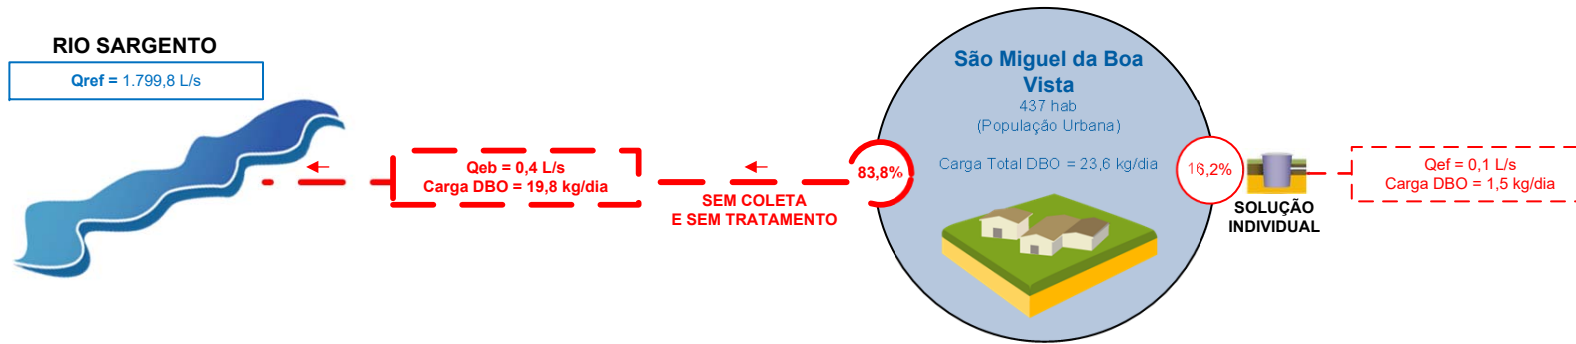 RIO SARGENTO
Qref = 1.799,8 L/s
Qeb = 0,4 L/s
Carga DBO = 19,8 kg/dia
SEM COLETA
E SEM TRATAMENTO
83,8%
São Miguel da Boa
Vista
437 hab
(População Urbana)
Carga Total DBO = 23,6 kg/dia
16,2%
SOLUÇÃO
INDIVIDUAL
Qef = 0,1 L/s
Carga DBO = 1,5 kg/dia